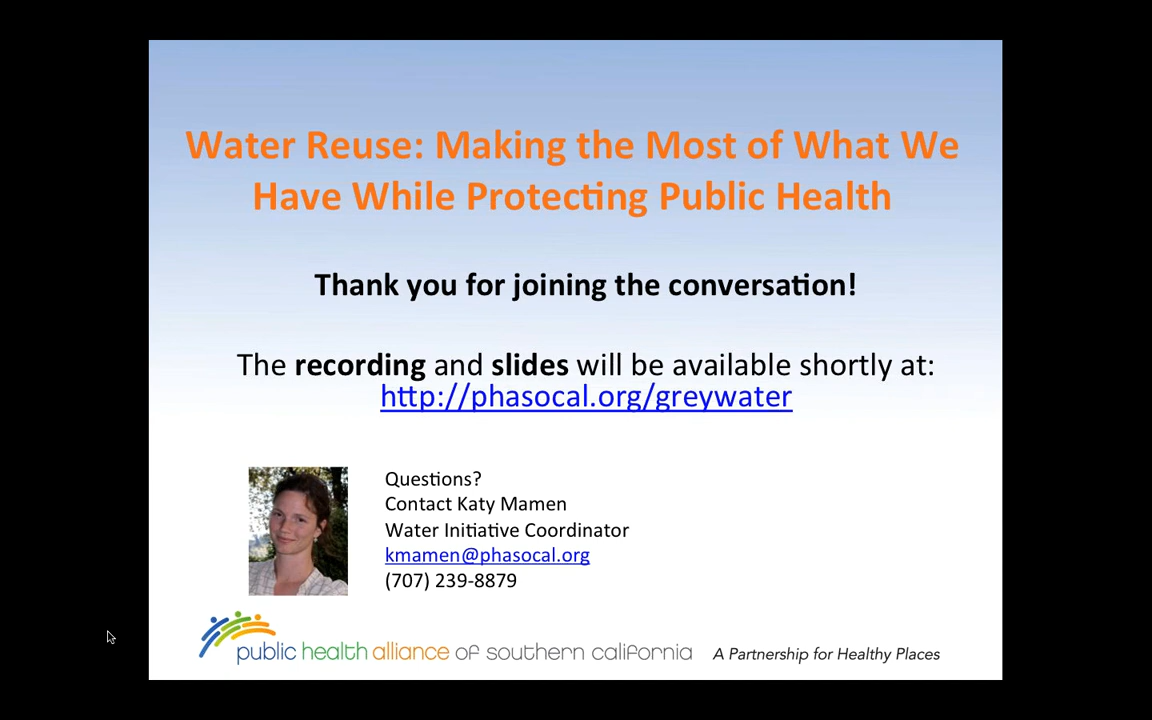 Water Reuse: Making the Most of What We
Have While Protecting Public Health
Thank you for joining the conversation!
The recording and slides will be available shortly at:
http://phasocal.org/greywater
Questions?
Contact Katy Mamen
Water Initiative Coordinator
kmamen@phasocal.org
(707) 239-8879
public health alliance of southern california
A Partnership for Healthy Places